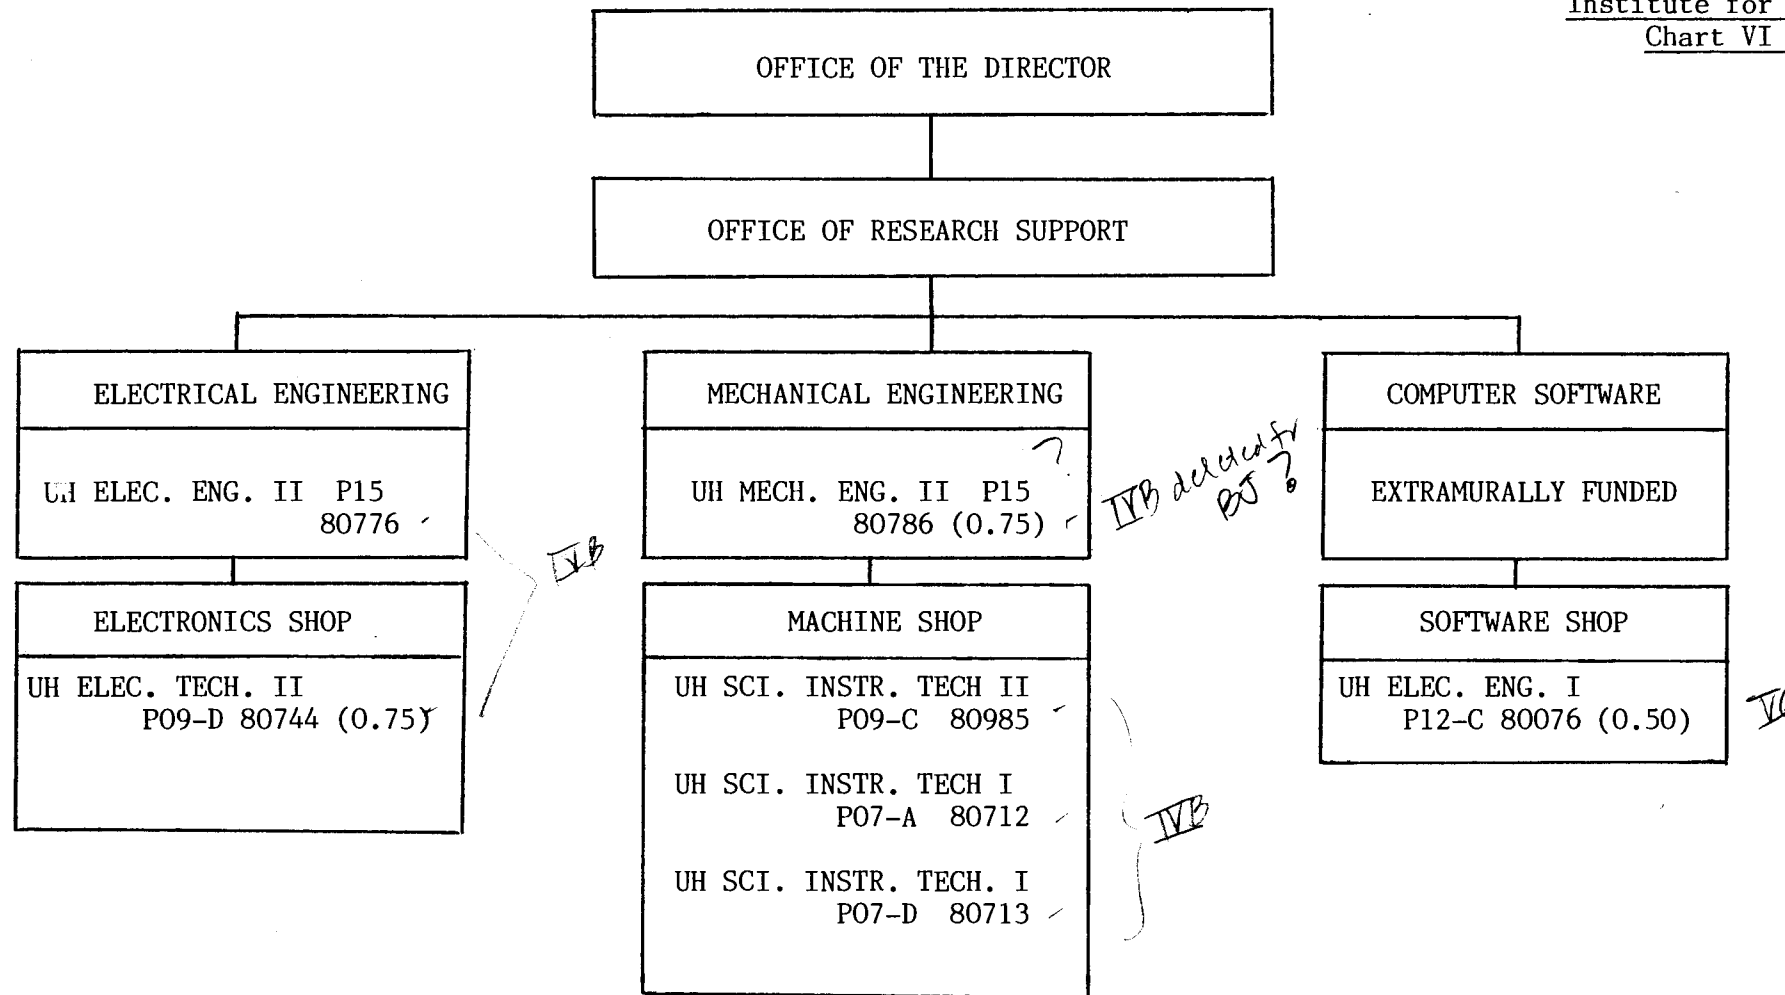 Institute for
Chart VI
OFFICE OF THE DIRECTOR
OFFICE OF RESEARCH SUPPORT
ELECTRICAL ENGINEERING
UH ELEC. ENG. II P15
80776
IVB
ELECTRONICS SHOP
UH ELEC. TECH. II
P09-D 80744 (0.75)
MECHANICAL ENGINEERING
?
UH MECH. ENG. II P15
80786 (0.75)
IVB deleted fr
BJ ?
MACHINE SHOP
UH SCI. INSTR. TECH II
P09-C 80985
UH SCI. INSTR. TECH I
P07-A 80712
UH SCI. INSTR. TECH. I
P07-D 80713
IVB
COMPUTER SOFTWARE
EXTRAMURALLY FUNDED
SOFTWARE SHOP
UH ELEC. ENG. I
P12-C 80076 (0.50)